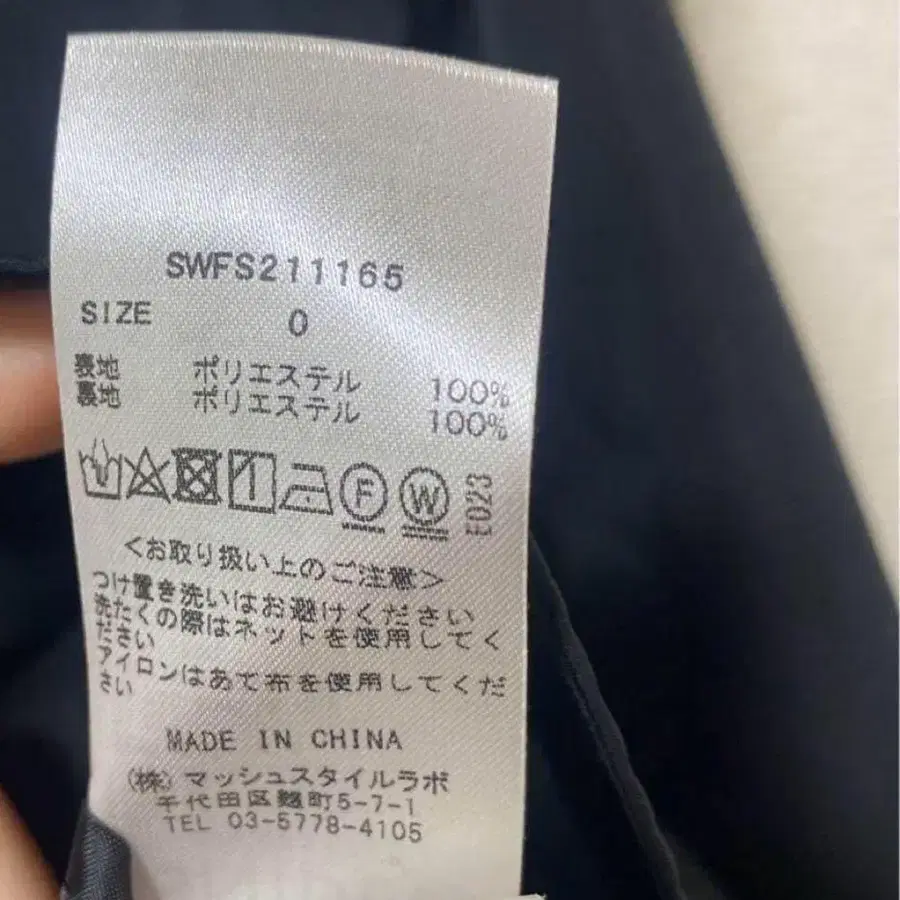 SWFS211165
SIZE 0
表地 ポリエステル 100%
裏地 ポリエステル 100%
F W E023
<お取り扱い上のご注意>
つけ置き洗いはお避けください
洗たくの際はネットを使用してく
ださい
アイロンはあて布を使用してくだ
さい
MADE IN CHINA
(株)マッシュスタイルラボ
千代田区麹町5-7-1
TEL 03-5778-4105